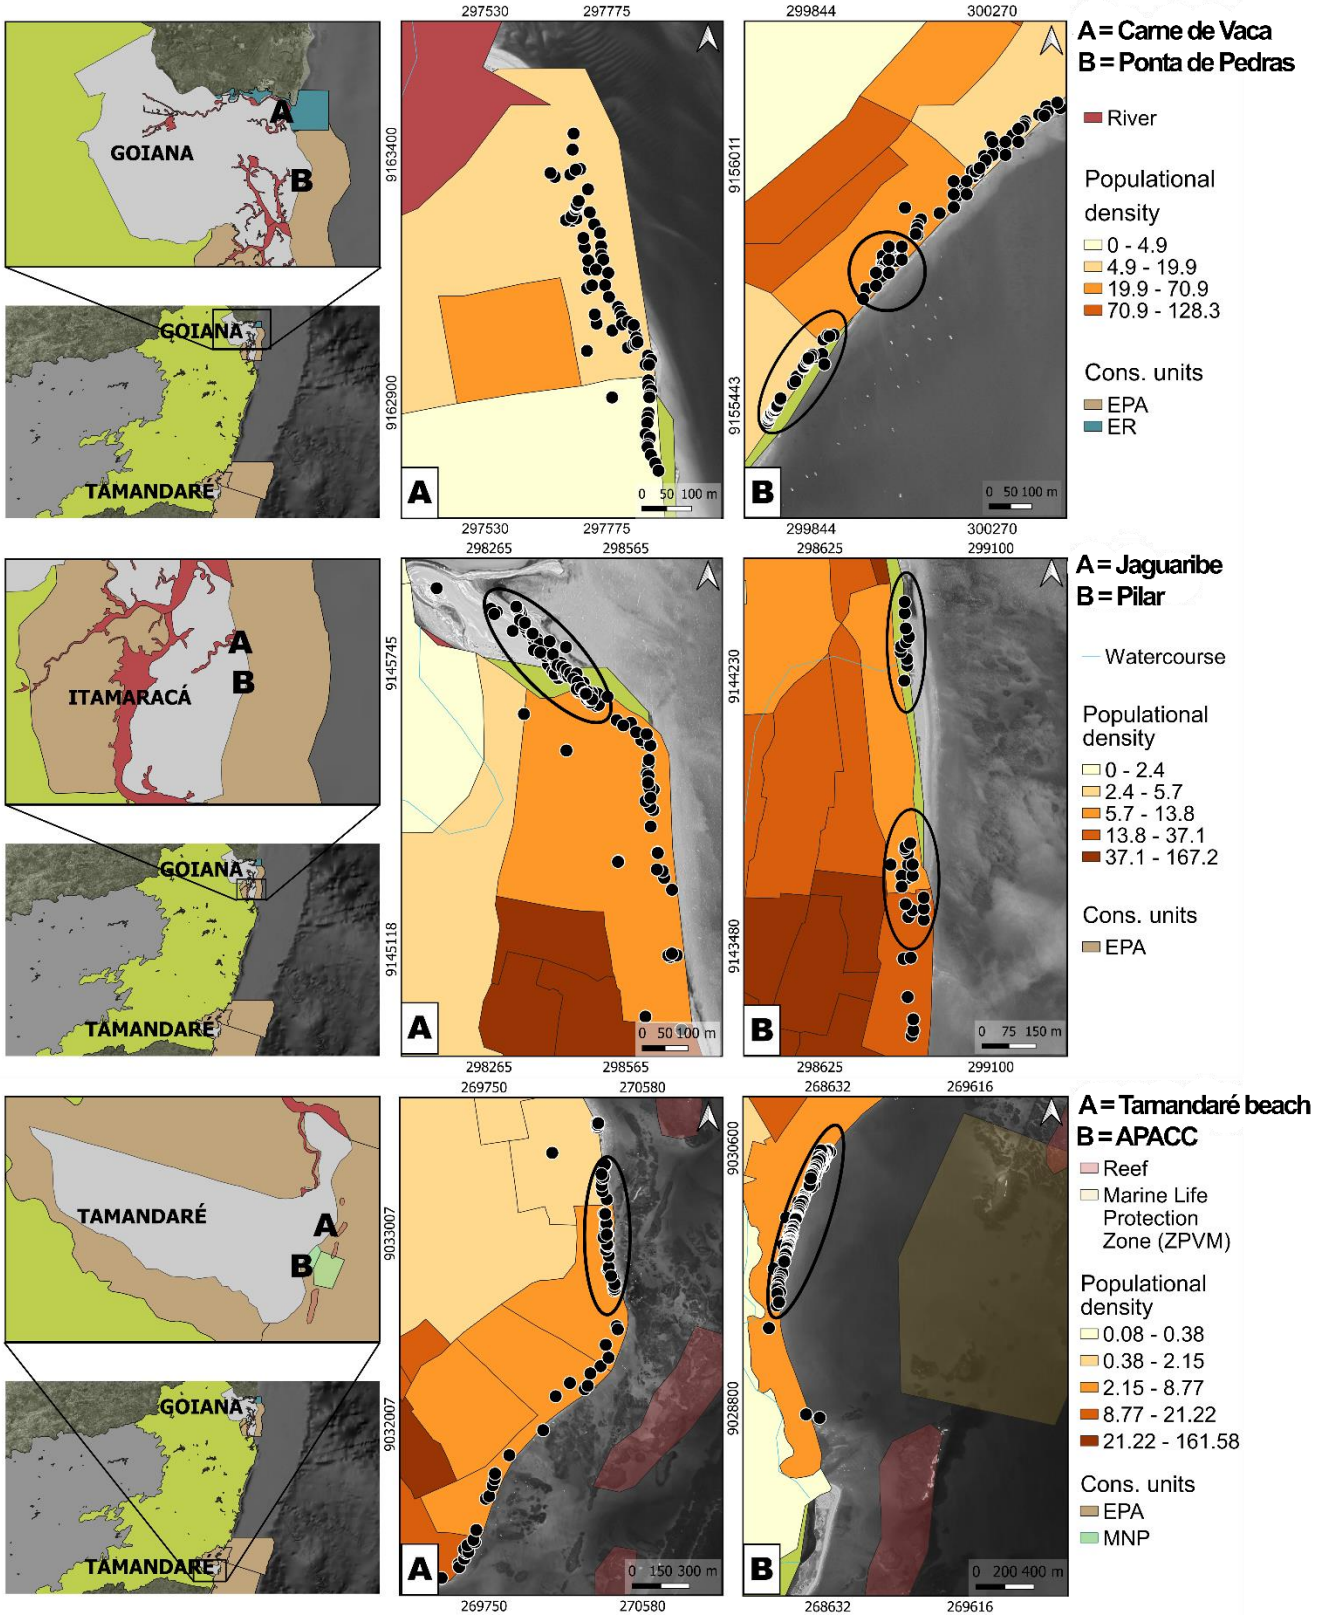 297530 297775
299844 300270
A = Carne de Vaca
B = Ponta de Pedras
A
B
GOIANA
9163400
9162900
9156011
9155443
River
Populational
density
0 - 4.9
4.9 - 19.9
19.9 - 70.9
70.9 - 128.3
Cons. units
EPA
ER
GOIANA
TAMANDARÉ
A
0 50 100 m
B
0 50 100 m
297530 297775
299844 300270
298265 298565
298625 299100
A = Jaguaribe
B = Pilar
A
B
ITAMARACÁ
9145745
9145118
9144230
9143480
Watercourse
Populational
density
0 - 2.4
2.4 - 5.7
5.7 - 13.8
13.8 - 37.1
37.1 - 167.2
Cons. units
EPA
GOIANA
TAMANDARÉ
A
0 50 100 m
B
0 75 150 m
298265 298565
298625 299100
269750 270580
268632 269616
A = Tamandaré beach
B = APACC
TAMANDARÉ
A
B
9033007
9032007
9030600
9028800
Reef
Marine Life
Protection
Zone (ZPVM)
Populational
density
0.08 - 0.38
0.38 - 2.15
2.15 - 8.77
8.77 - 21.22
21.22 - 161.58
Cons. units
EPA
MNP
GOIANA
TAMANDARÉ
A
0 150 300 m
B
0 200 400 m
269750 270580
268632 269616